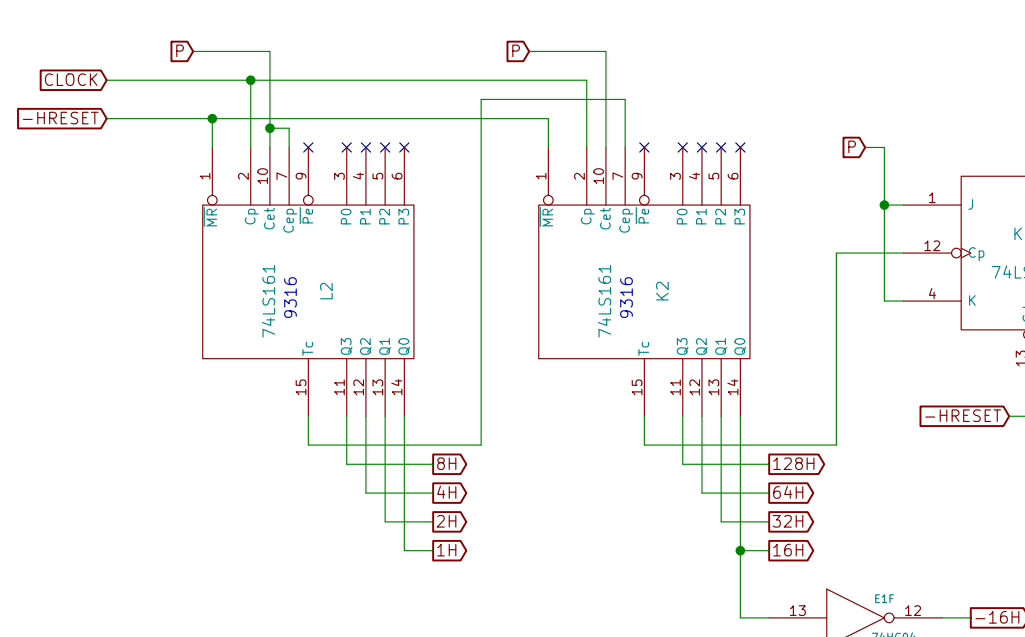 P
P
CLOCK
-HRESET
P
1
2
10
7
9
3
4
5
6
1
2
10
7
9
3
4
5
6
MR
Cp
Cet
Cep
Pe
P0
P1
P2
P3
MR
Cp
Cet
Cep
Pe
P0
P1
P2
P3
74LS161
9316
L2
74LS161
9316
K2
1
J
12
Cp
4
K
K
13
Tc
Q3
Q2
Q1
Q0
Tc
Q3
Q2
Q1
Q0
15
11
12
13
14
15
11
12
13
14
-HRESET
8H
4H
2H
1H
128H
64H
32H
16H
E1F
13
12
-16H